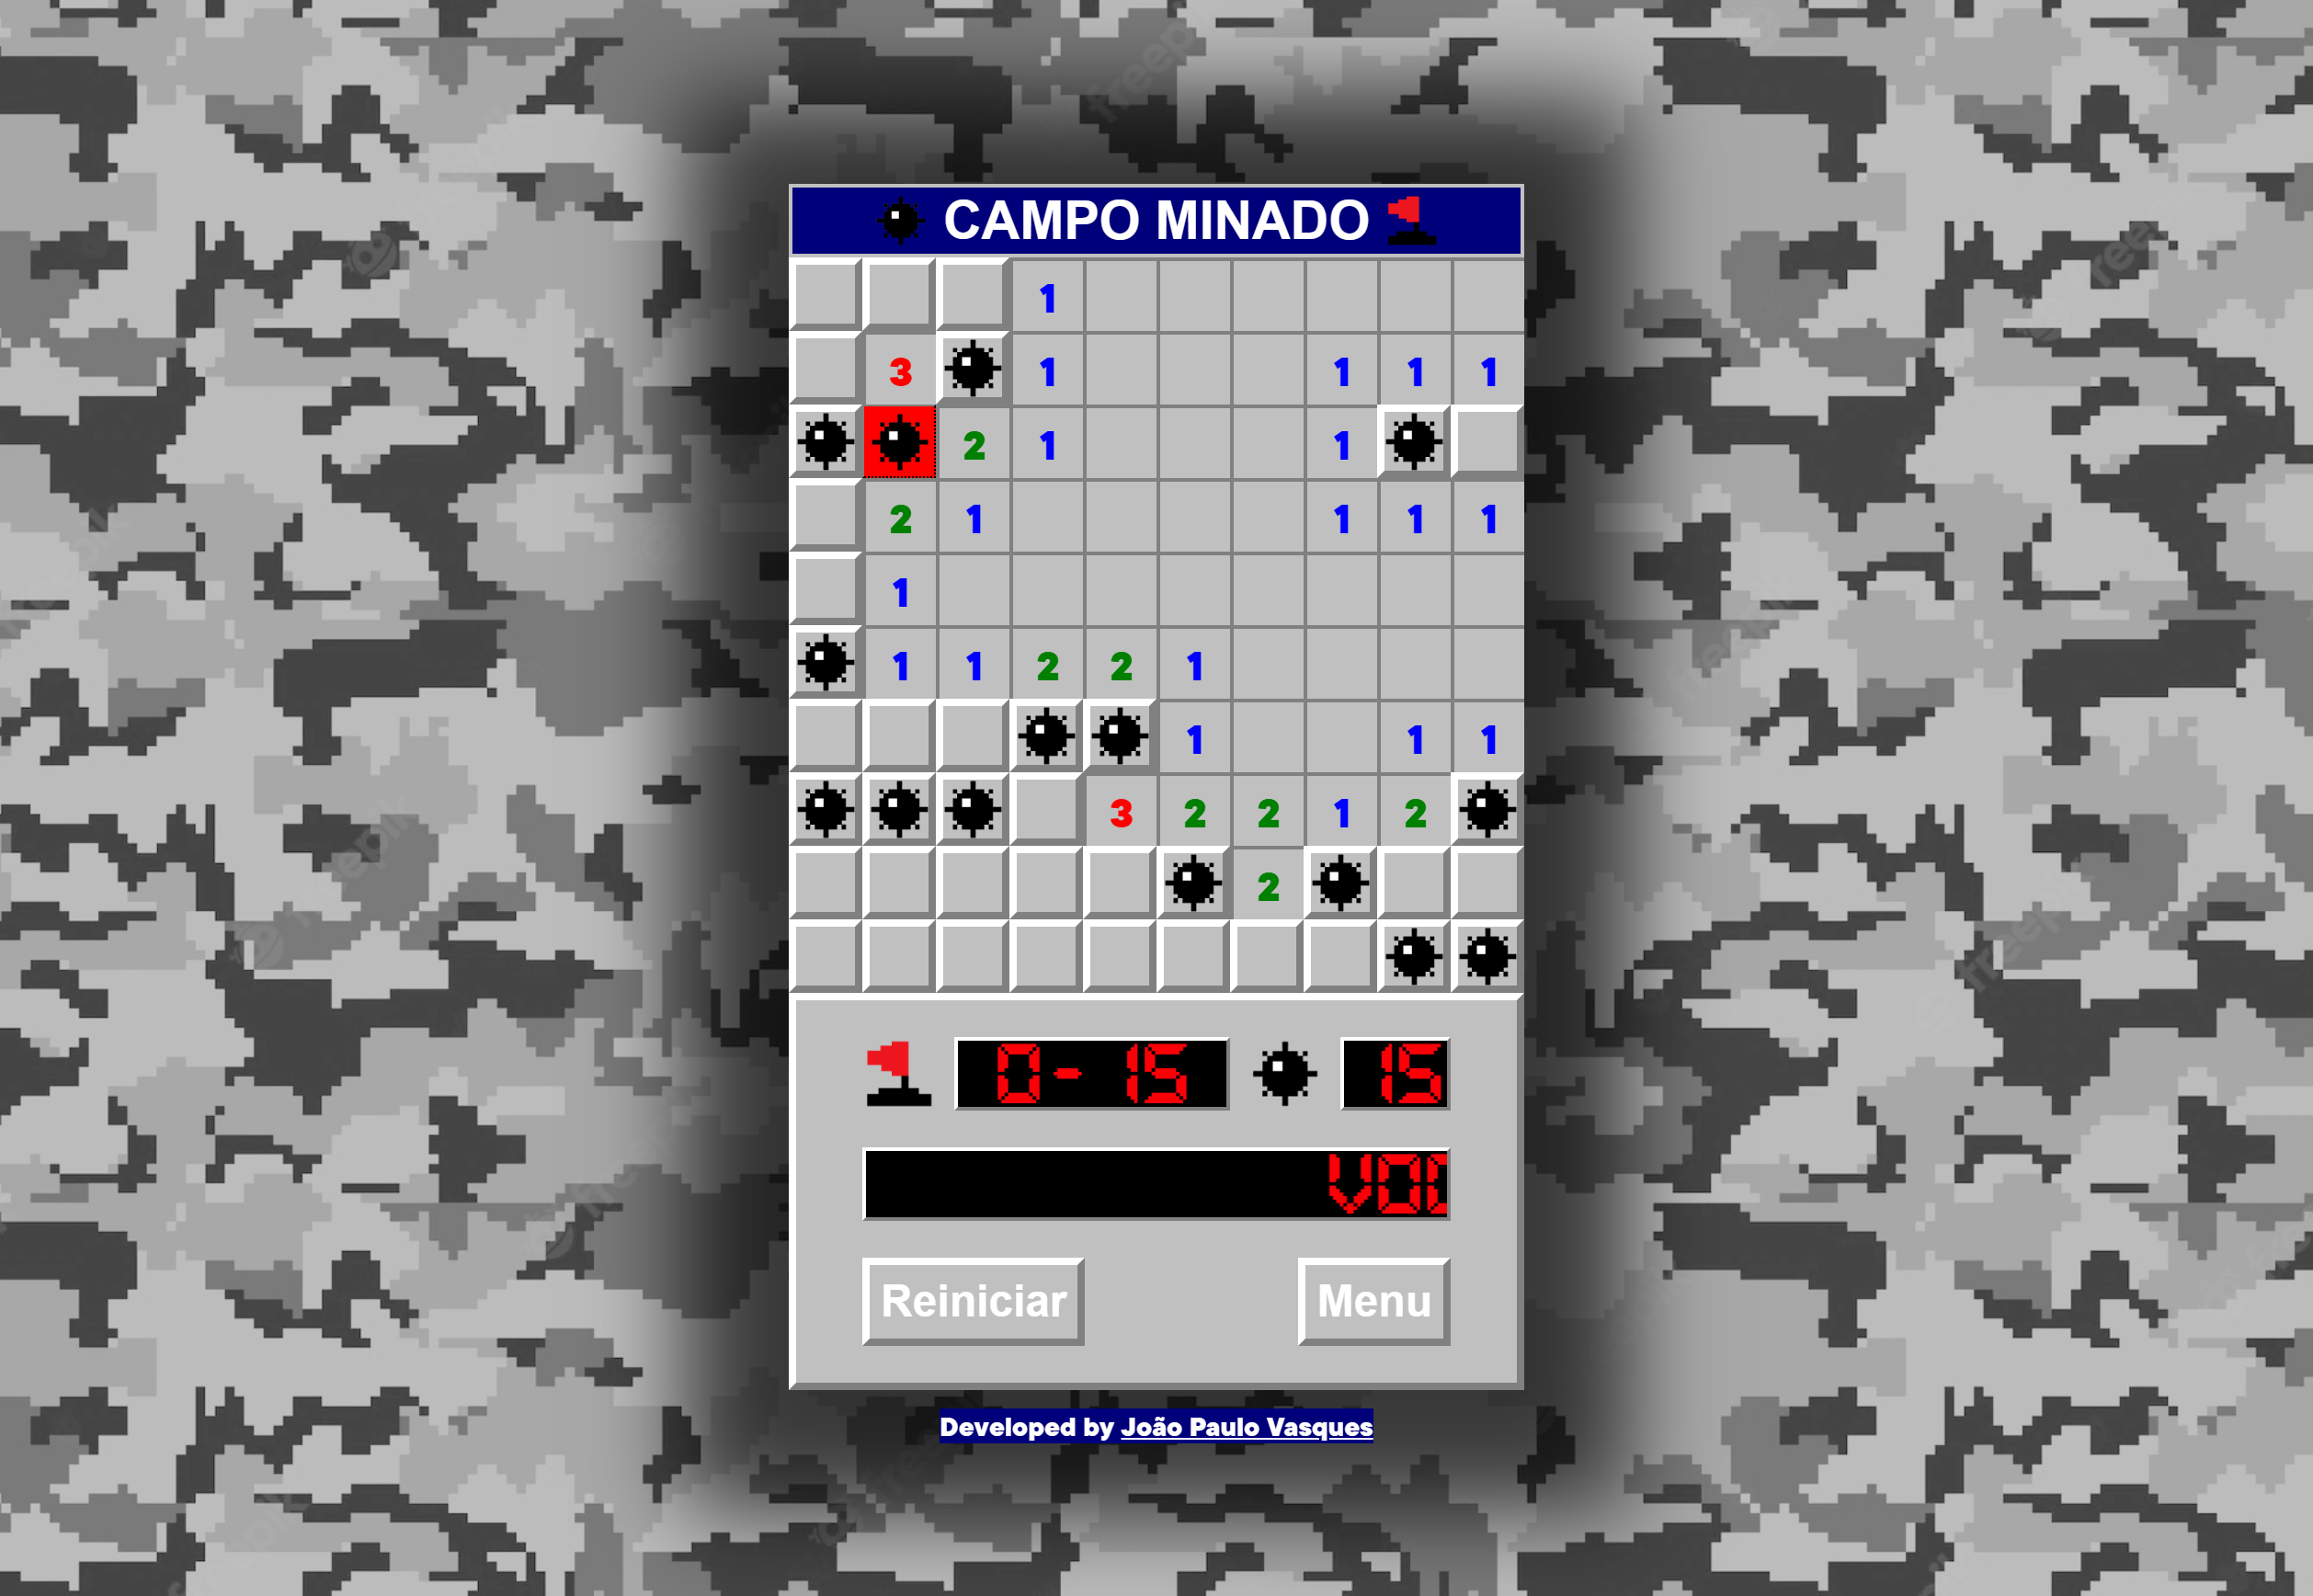 CAMPO MINADO
1
3 1 1 1 1
2 1 1
2 1 1 1 1
1
1 1 2 2 1
1 1 1
3 2 2 1 2
2
0- 15 15
Reiniciar Menu
Developed by João Paulo Vasques